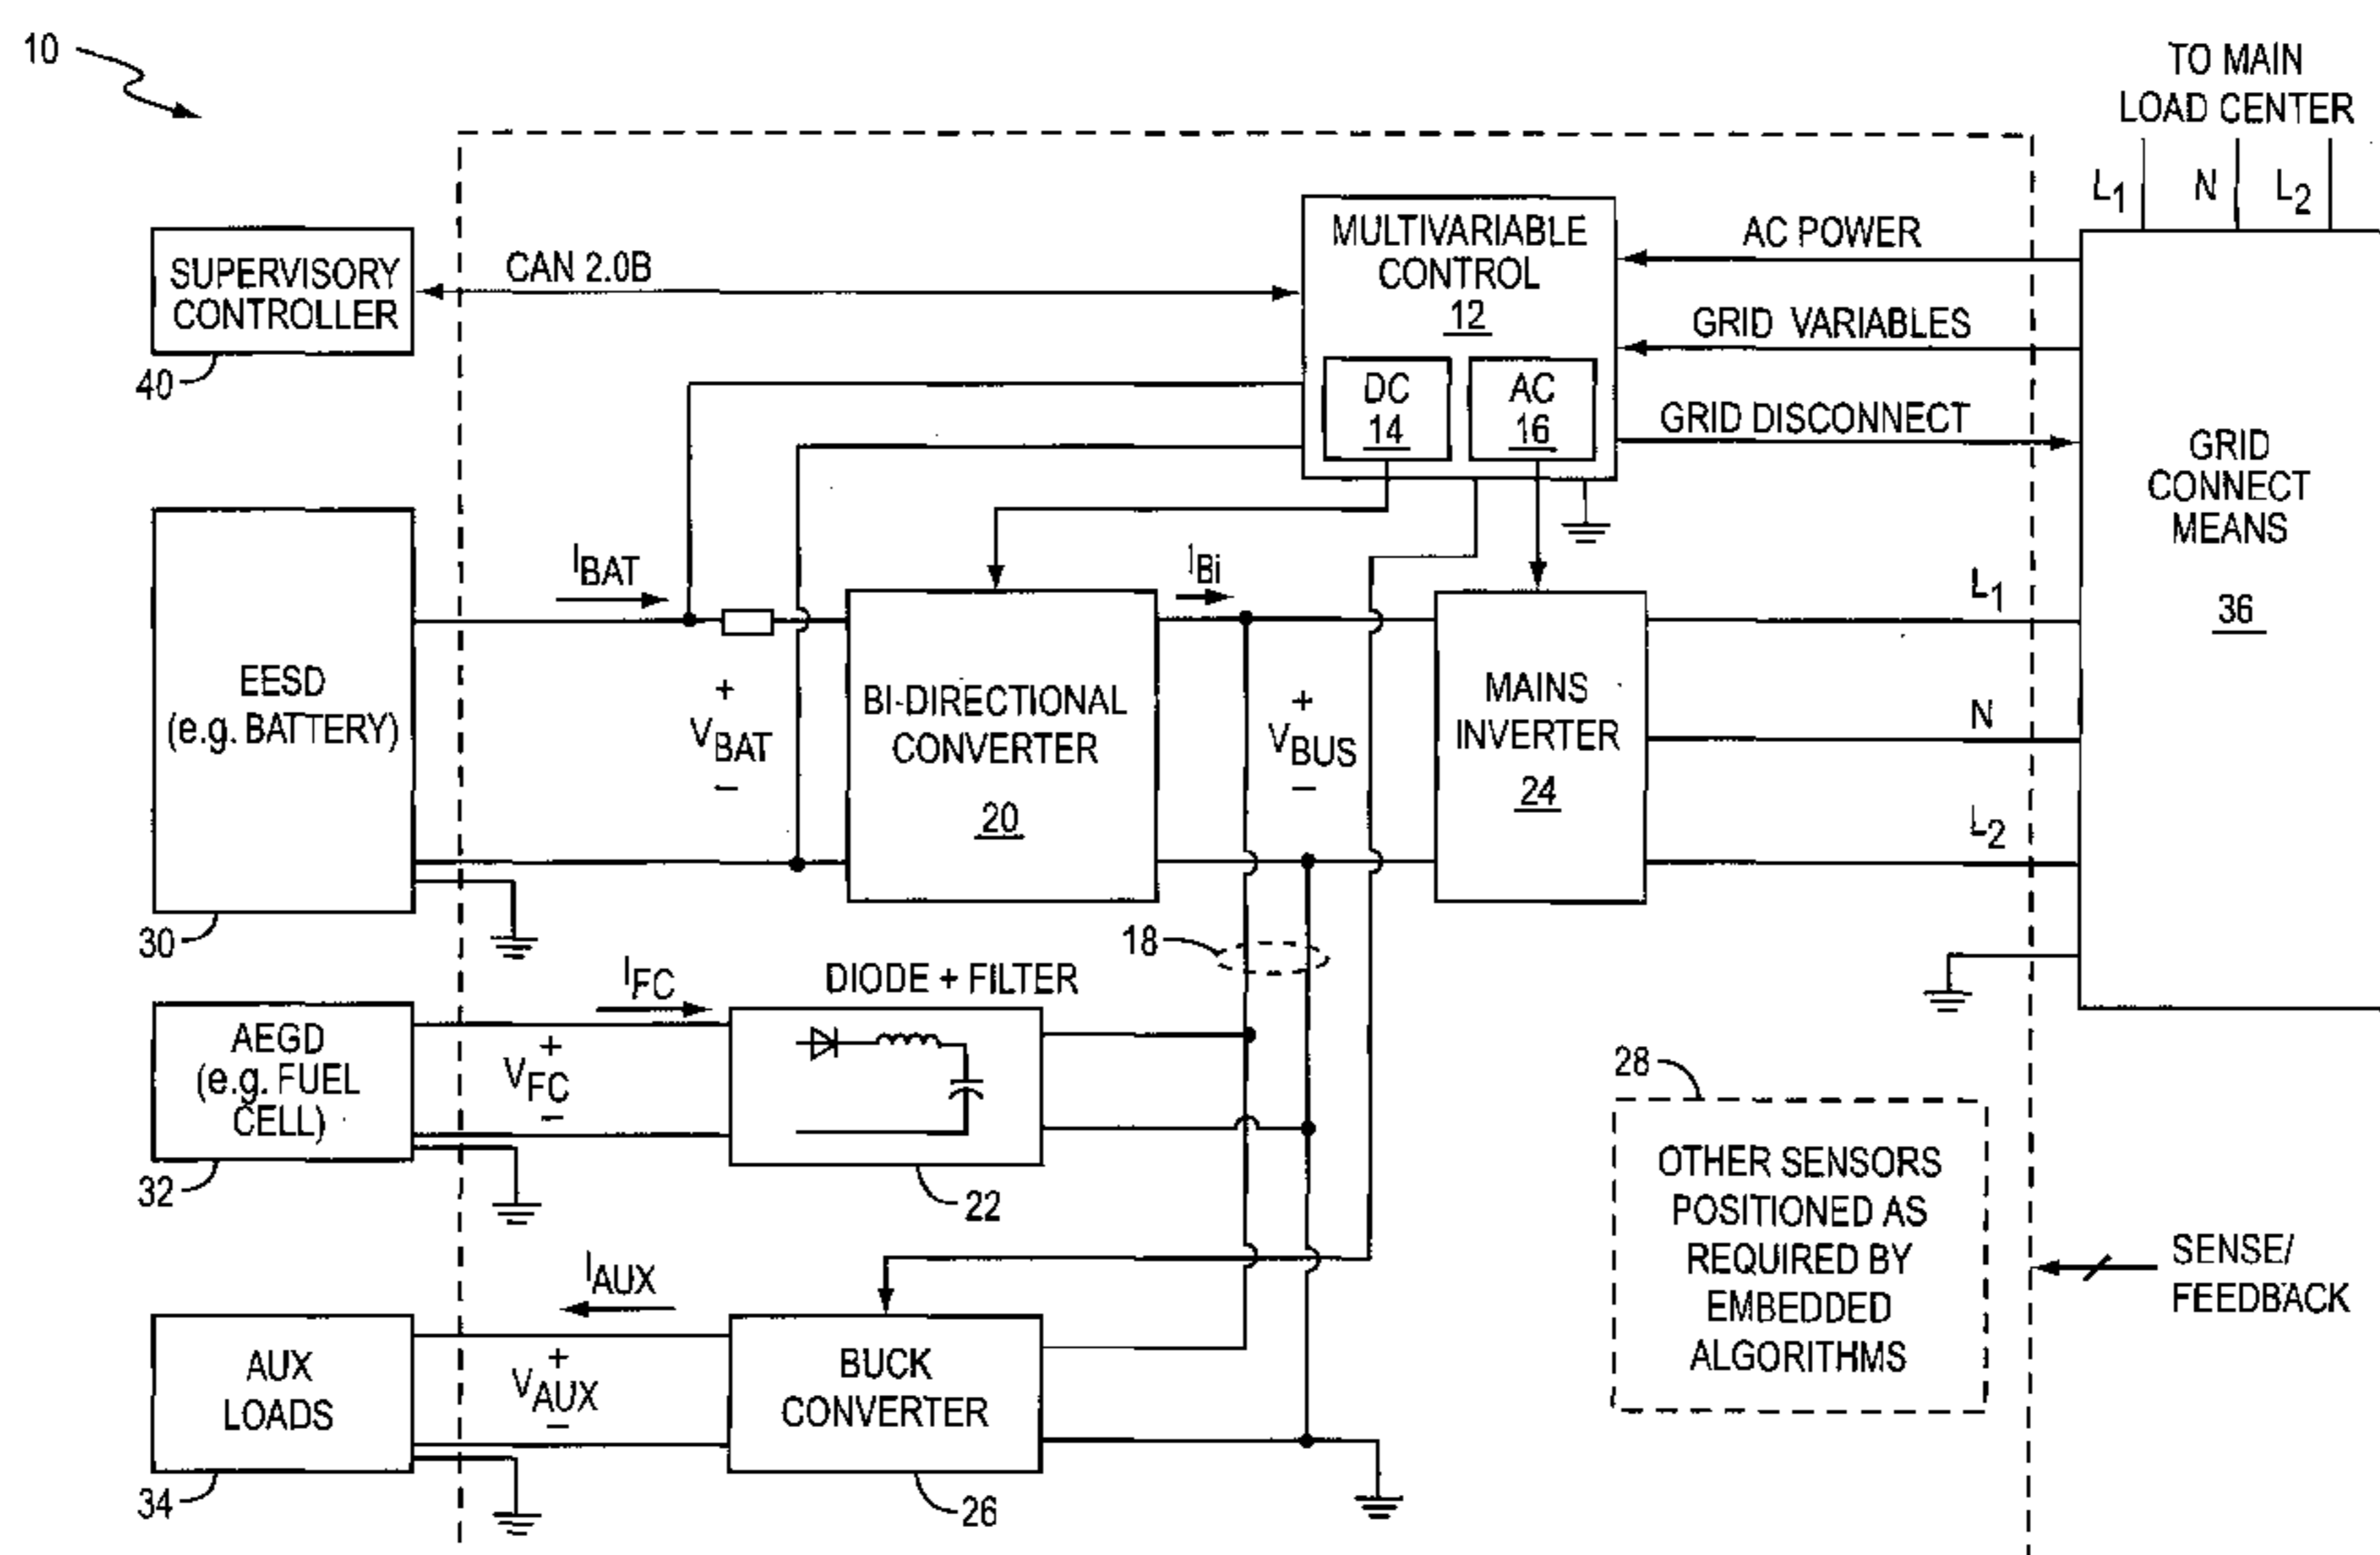 10
TO MAIN
LOAD CENTER
L1 N L2
SUPERVISORY
CONTROLLER
40
CAN 2.0B
MULTIVARIABLE
CONTROL
12
DC
14
AC
16
AC POWER
GRID VARIABLES
GRID DISCONNECT
GRID
CONNECT
MEANS
36
EESD
(e.g. BATTERY)
30
IBAT
+
VBAT
−
BI-DIRECTIONAL
CONVERTER
20
IBi
+
VBUS
−
MAINS
INVERTER
24
L1
N
L2
18
AEGD
(e.g. FUEL
CELL)
32
IFC
+
VFC
−
DIODE + FILTER
22
28
OTHER SENSORS
POSITIONED AS
REQUIRED BY
EMBEDDED
ALGORITHMS
SENSE/
FEEDBACK
AUX
LOADS
34
IAUX
+
VAUX
−
BUCK
CONVERTER
26